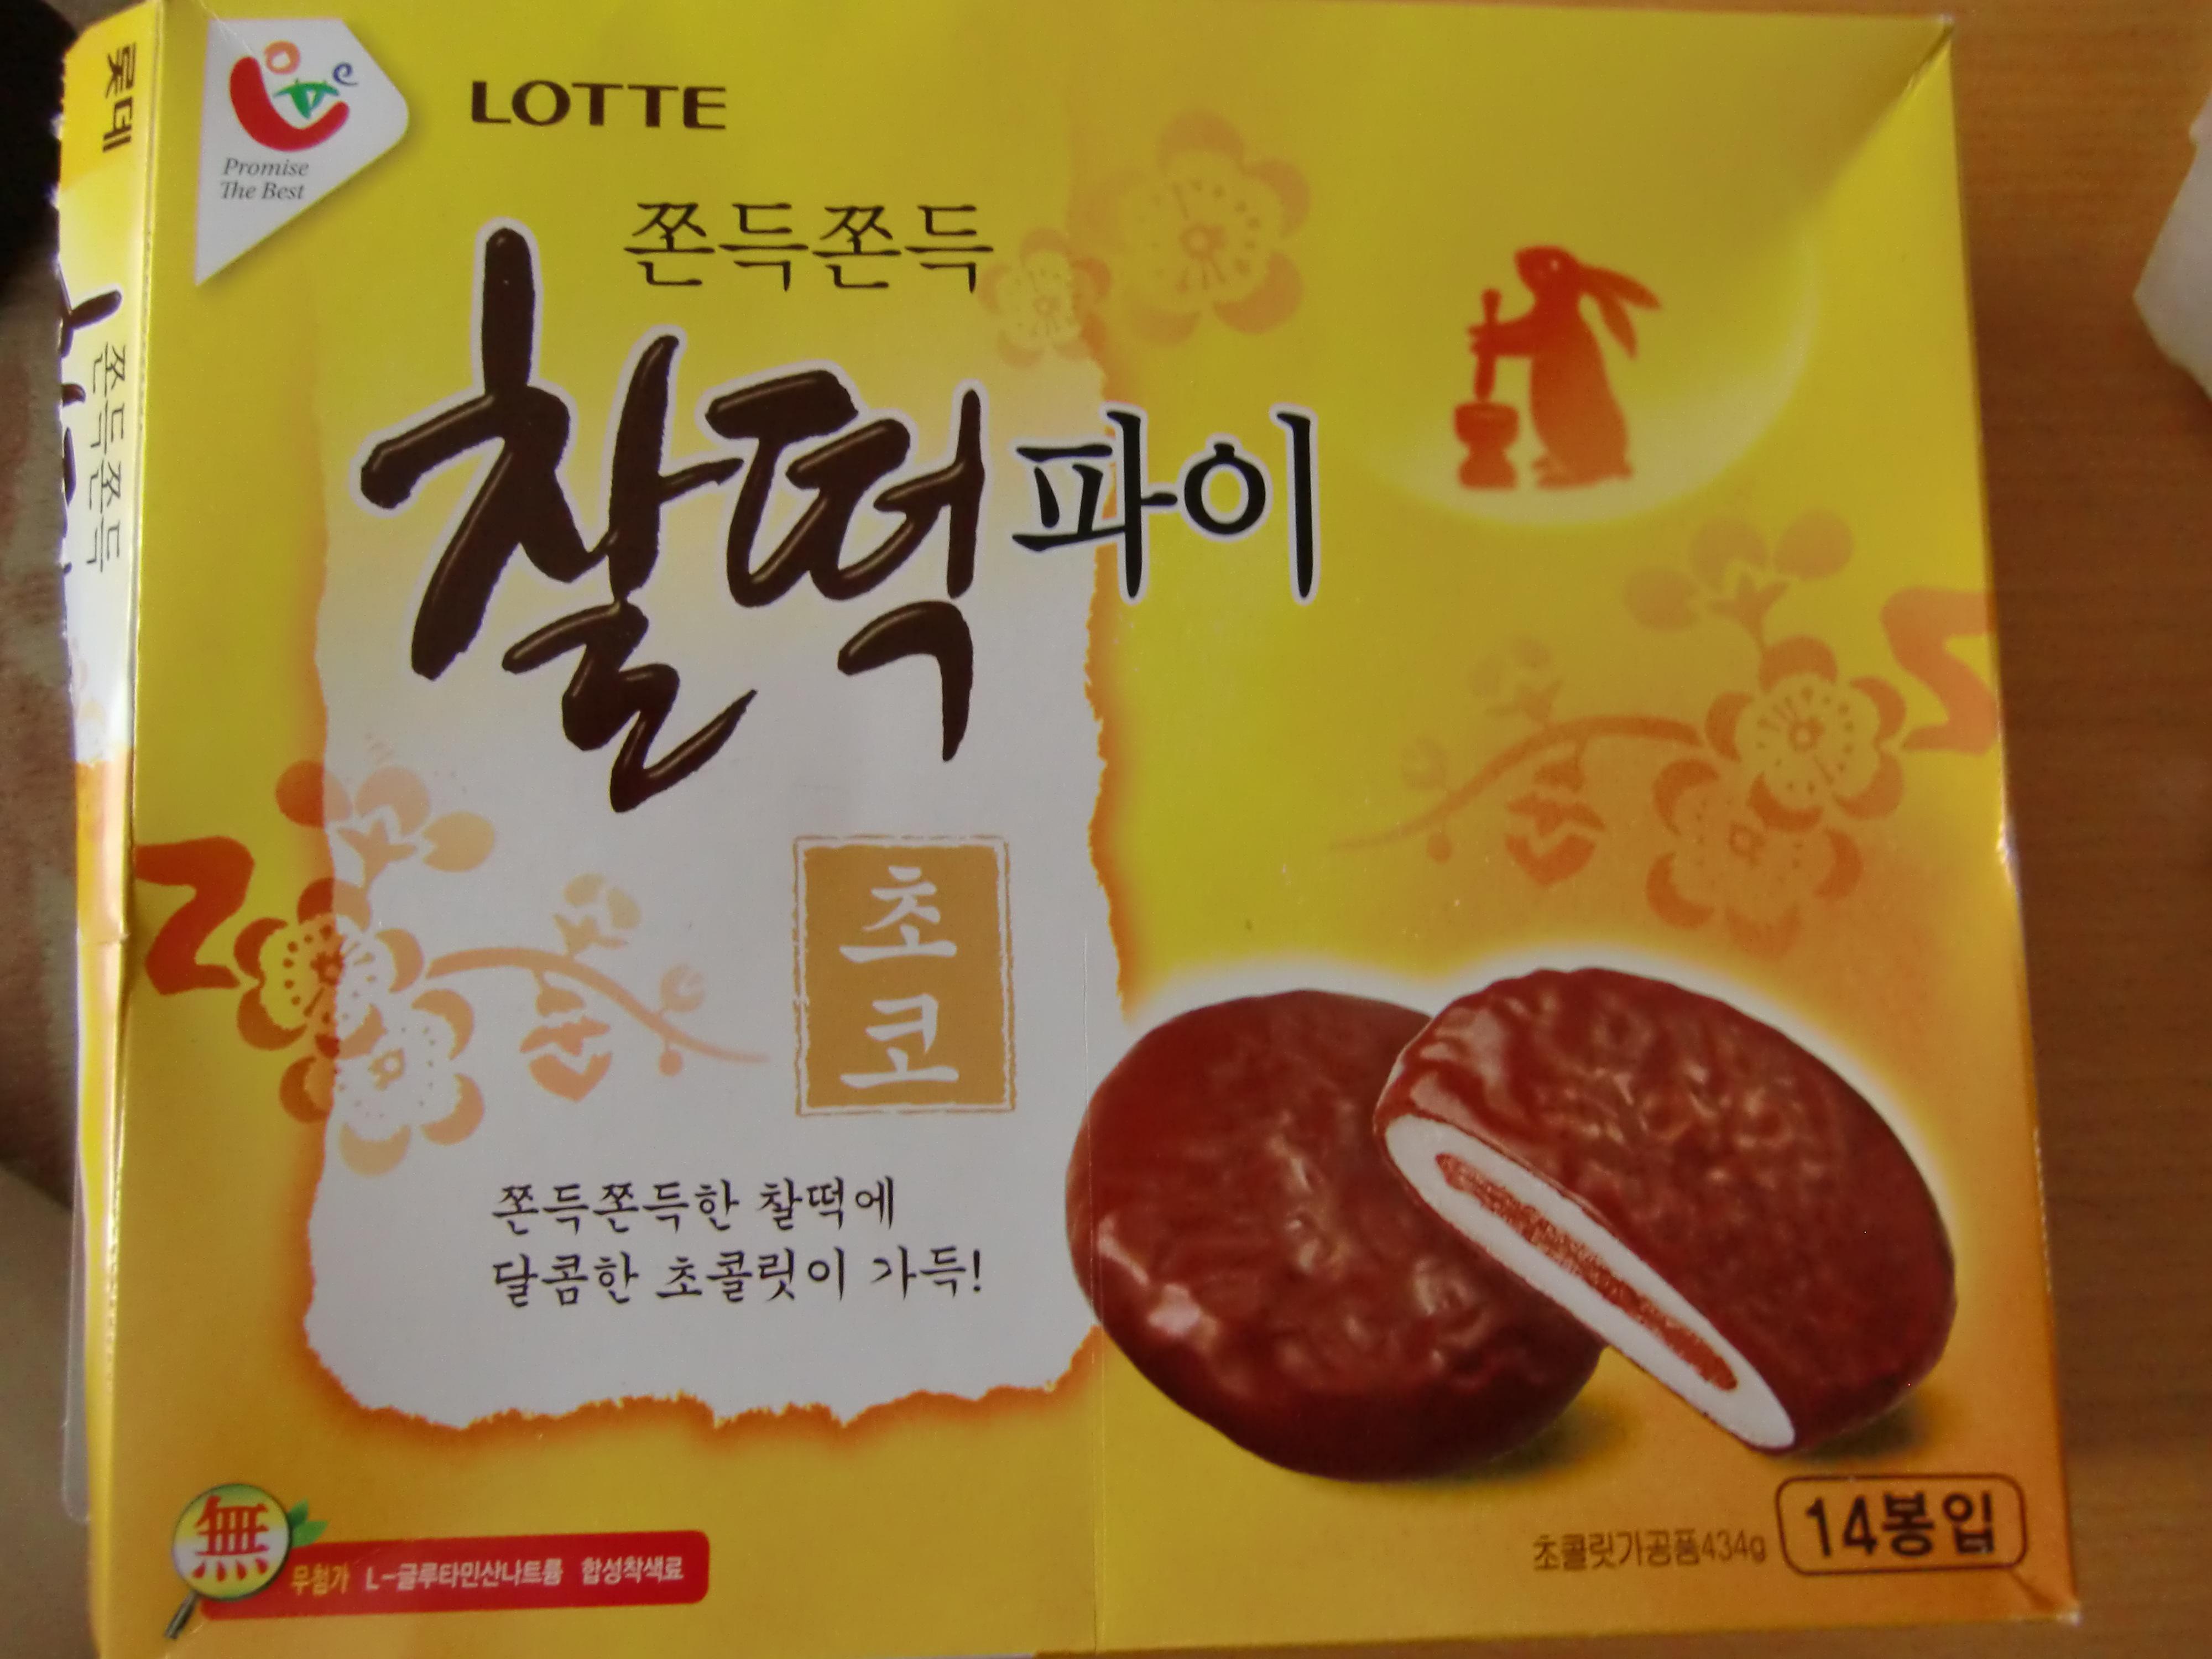 롯데
Promise
The Best
LOTTE
쫀득쫀득
찰떡파이
쫀득쫀득
초
코
쫀득쫀득한 찰떡에
달콤한 초콜릿이 가득!
無
무첨가 L-글루타민산나트륨 합성착색료
초콜릿가공품434g 14봉입